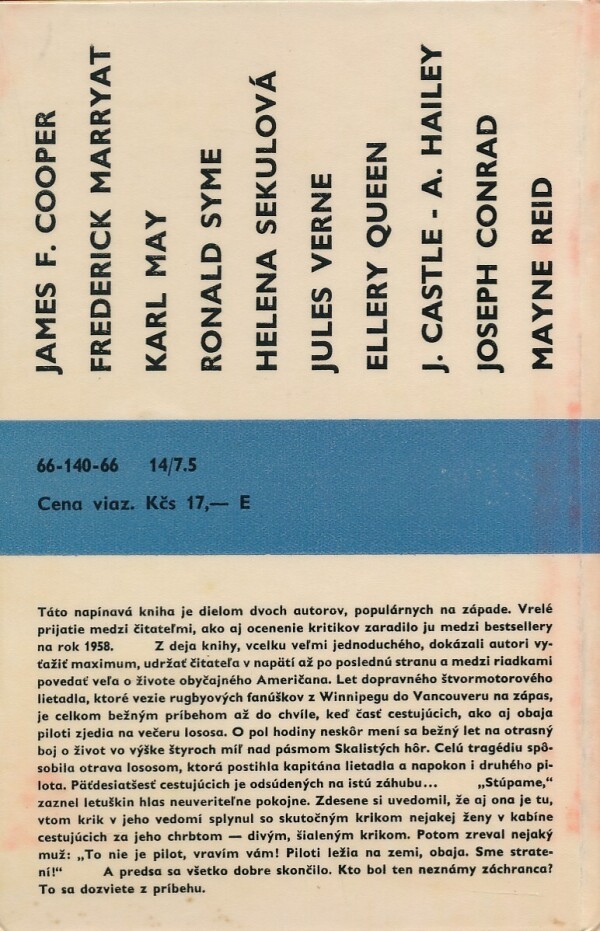 JAMES F. COOPER
FREDERICK MARRYAT
KARL MAY
RONALD SYME
HELENA SEKULOVÁ
JULES VERNE
ELLERY QUEEN
J. CASTLE - A. HAILEY
JOSEPH CONRAD
MAYNE REID
66-140-66 14/7.5
Cena viaz. Kčs 17,— E
Táto napínavá kniha je dielom dvoch autorov, populárnych na západe. Vrelé
prijatie medzi čitateľmi, ako aj ocenenie kritikov zaradilo ju medzi bestsellery
na rok 1958. Z deja knihy, vcelku veľmi jednoduchého, dokázali autori vy-
ťažiť maximum, udržať čitateľa v napätí až po poslednú stranu a medzi riadkami
povedať veľa o živote obyčajného Američana. Let dopravného štvormotorového
lietadla, ktoré vezie rugbyových fanúškov z Winnipegu do Vancouveru na zápas,
je celkom bežným príbehom až do chvíle, keď časť cestujúcich, ako aj obaja
piloti zjedia na večeru lososa. O pol hodiny neskôr mení sa bežný let na otrasný
boj o život vo výške štyroch míľ nad pásmom Skalistých hôr. Celú tragédiu spô-
sobila otrava lososom, ktorá postihla kapitána lietadla a napokon i druhého pi-
lota. Päťdesiatšesť cestujúcich je odsúdených na istú záhubu... „Stúpame,“
zaznel letuškin hlas neuveriteľne pokojne. Zdesene si uvedomil, že aj ona je tu,
vtom krik v jeho vedomí splynul so skutočným krikom nejakej ženy v kabíne
cestujúcich za jeho chrbtom — divým, šialeným krikom. Potom zreval nejaký
muž: „To nie je pilot, vravím vám! Piloti ležia na zemi, obaja. Sme strate-
ní!“ A predsa sa všetko dobre skončilo. Kto bol ten neznámy záchranca?
To sa dozviete z príbehu.